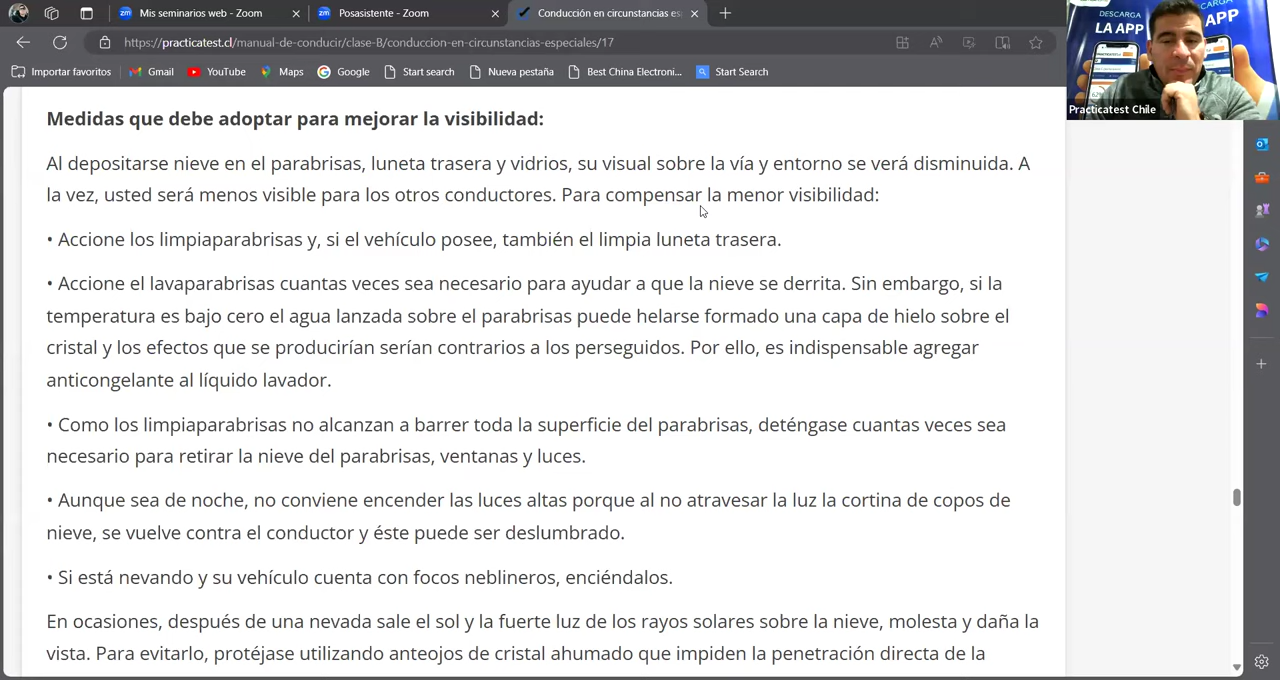 Mis seminarios web - Zoom
Posasistente - Zoom
Conducción en circunstancias es
https://practicatest.cl/manual-de-conducir/clase-B/conduccion-en-circunstancias-especiales/17
Importar favoritos
Gmail
YouTube
Maps
Google
Start search
Nueva pestaña
Best China Electroni...
Start Search
DESCARGA
LA APP
CARGA
APP
Practicatest Chile
Medidas que debe adoptar para mejorar la visibilidad:
Al depositarse nieve en el parabrisas, luneta trasera y vidrios, su visual sobre la vía y entorno se verá disminuida. A
la vez, usted será menos visible para los otros conductores. Para compensar la menor visibilidad:
• Accione los limpiaparabrisas y, si el vehículo posee, también el limpia luneta trasera.
• Accione el lavaparabrisas cuantas veces sea necesario para ayudar a que la nieve se derrita. Sin embargo, si la
temperatura es bajo cero el agua lanzada sobre el parabrisas puede helarse formado una capa de hielo sobre el
cristal y los efectos que se producirían serían contrarios a los perseguidos. Por ello, es indispensable agregar
anticongelante al líquido lavador.
• Como los limpiaparabrisas no alcanzan a barrer toda la superficie del parabrisas, deténgase cuantas veces sea
necesario para retirar la nieve del parabrisas, ventanas y luces.
• Aunque sea de noche, no conviene encender las luces altas porque al no atravesar la luz la cortina de copos de
nieve, se vuelve contra el conductor y éste puede ser deslumbrado.
• Si está nevando y su vehículo cuenta con focos neblineros, enciéndalos.
En ocasiones, después de una nevada sale el sol y la fuerte luz de los rayos solares sobre la nieve, molesta y daña la
vista. Para evitarlo, protéjase utilizando anteojos de cristal ahumado que impiden la penetración directa de la